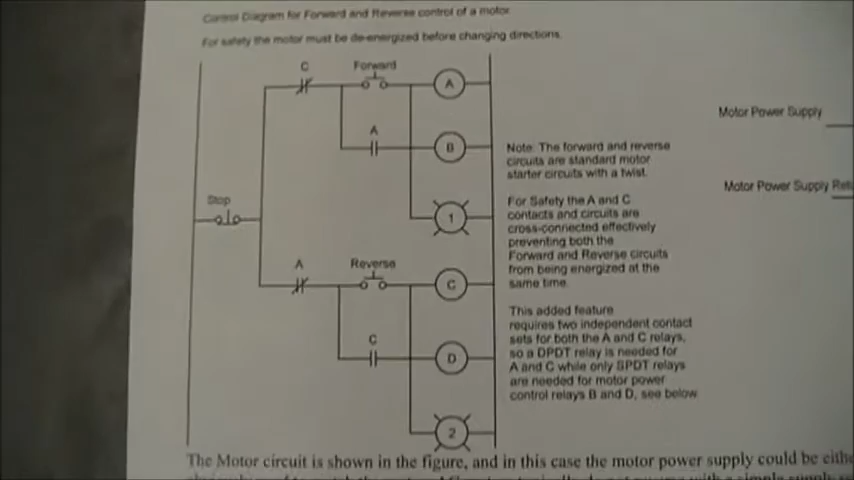 Control Diagram for Forward and Reverse control of a motor.
For safety the motor must be de-energized before changing directions.
C
Forward
A
A
B
1
Stop
A
Reverse
C
C
D
2
Note: The forward and reverse
circuits are standard motor
starter circuits with a twist.
For Safety the A and C
contacts and circuits are
cross-connected effectively
preventing both the
Forward and Reverse circuits
from being energized at the
same time.
This added feature
requires two independent contact
sets for both the A and C relays,
so a DPDT relay is needed for
A and C while only SPDT relays
are needed for motor power
control relays B and D, see below
Motor Power Supply
Motor Power Supply
The Motor circuit is shown in the figure, and in this case the motor power supply could be